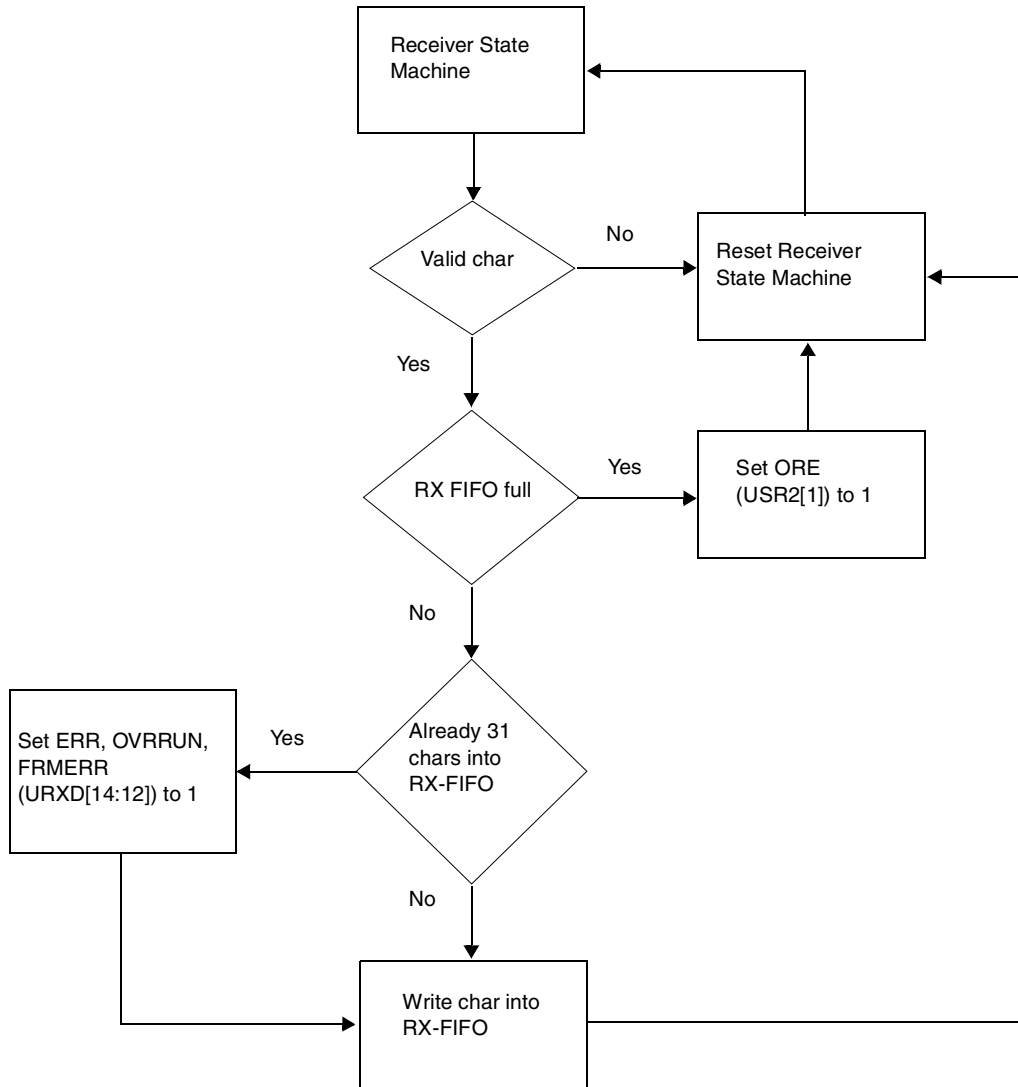 Receiver State
Machine
Valid char
No
Reset Receiver
State Machine
Yes
RX FIFO full
Yes
Set ORE
(USR2[1]) to 1
No
Already 31
chars into
RX-FIFO
Yes
Set ERR, OVRRUN,
FRMERR
(URXD[14:12]) to 1
No
Write char into
RX-FIFO